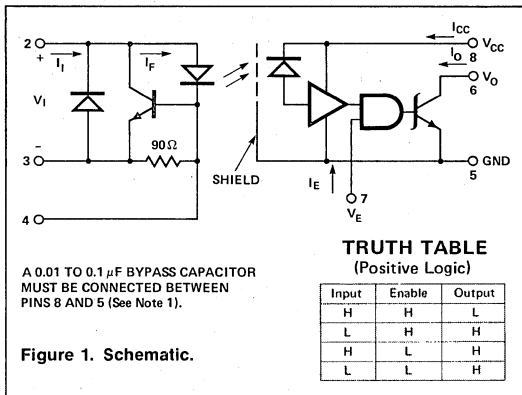 2
+
I_I
I_F
V_I
−
3
90Ω
4
SHIELD
I_CC
V_CC
8
I_O
V_O
6
GND
5
I_E
7
V_E
A 0.01 TO 0.1 μF BYPASS CAPACITOR
MUST BE CONNECTED BETWEEN
PINS 8 AND 5 (See Note 1).
Figure 1. Schematic.
TRUTH TABLE
(Positive Logic)
Input Enable Output
H H L
L H H
H L H
L L H